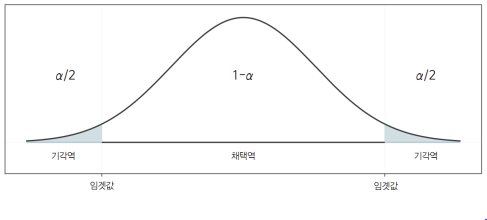 α/2 1-α α/2
기각역 채택역 기각역
임곗값 임곗값